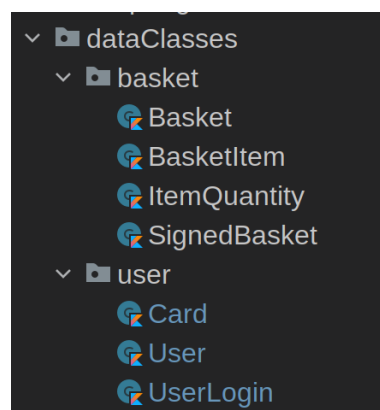 dataClasses
basket
Basket
BasketItem
ItemQuantity
SignedBasket
user
Card
User
UserLogin